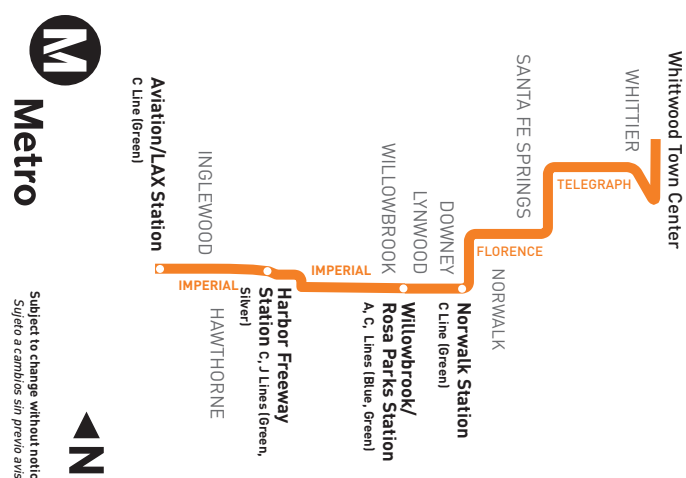 Metro
Whittwood Town Center
WHITTIER
TELEGRAPH
SANTA FE SPRINGS
FLORENCE
NORWALK
DOWNEY
LYNWOOD
WILLOWBROOK
Norwalk Station
C Line (Green)
Willowbrook/
Rosa Parks Station
A, C, Lines (Blue, Green)
IMPERIAL
Harbor Freeway
Station C, J Lines (Green,
Silver)
IMPERIAL
INGLEWOOD
HAWTHORNE
Aviation/LAX Station
C Line (Green)
N
Subject to change without notic
Sujeto a cambios sin previo avis